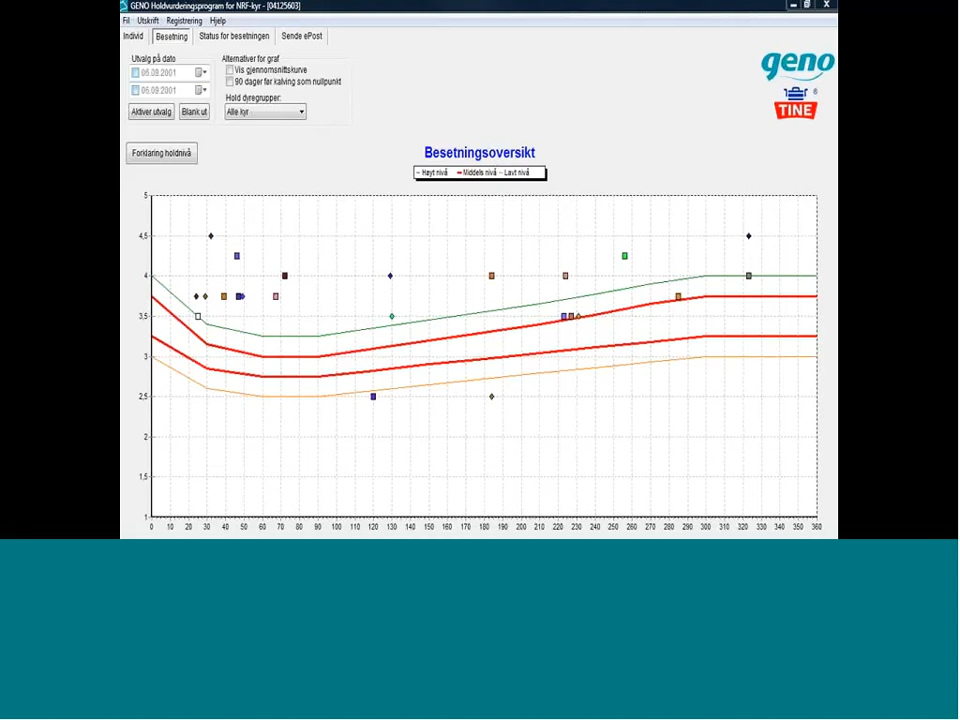 GENO Holdvurderingsprogram for NRF-kyr - [04125603]
Fil Utskrift Registrering Hjelp
Individ Besetning Status for besetningen Sende ePost
Utvalg på dato
06.09.2001
06.09.2001
Aktiver utvalg Blank ut
Alternativer for graf
Vis gjennomsnittskurve
90 dager før kalving som nullpunkt
Hold dyregrupper:
Alle kyr
geno
TINE ®
Forklaring holdnivå
Besetningsoversikt
Høyt nivå Middels nivå Lavt nivå
5
4,5
4
3,5
3
2,5
2
1,5
1
0 10 20 30 40 50 60 70 80 90 100 110 120 130 140 150 160 170 180 190 200 210 220 230 240 250 260 270 280 290 300 310 320 330 340 350 360